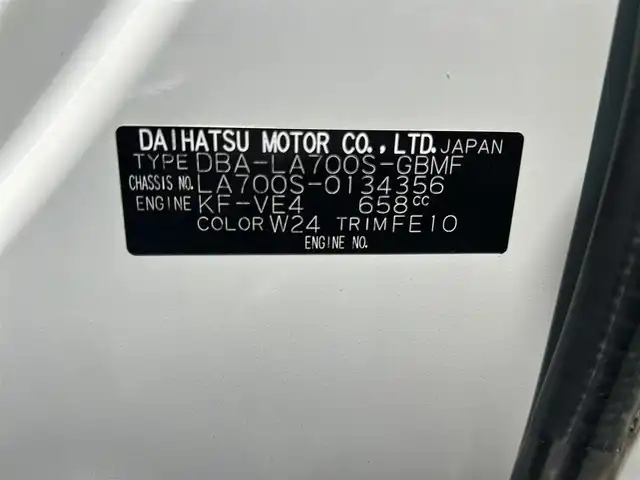 DAIHATSU MOTOR CO., LTD. JAPAN
TYPE DBA-LA700S-GBMF
CHASSIS NO. LA700S-0134356
ENGINE KF-VE4 658cc
COLOR W24 TRIM FE10
ENGINE NO.